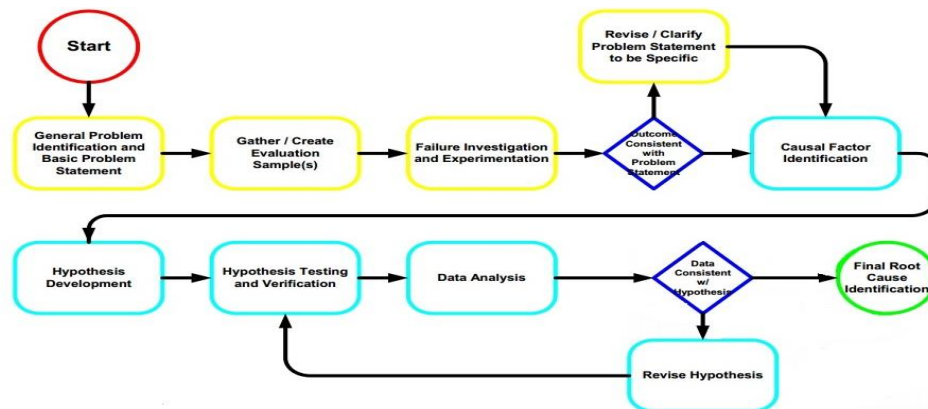 Start
Revise / Clarify
Problem Statement
to be Specific
General Problem
Identification and
Basic Problem
Statement
Gather / Create
Evaluation
Sample(s)
Failure Investigation
and Experimentation
Outcome
Consistent
with Problem
Statement
Causal Factor
Identification
Hypothesis
Development
Hypothesis Testing
and Verification
Data Analysis
Data
Consistent
w/
Hypothesis
Final Root
Cause
Identification
Revise Hypothesis